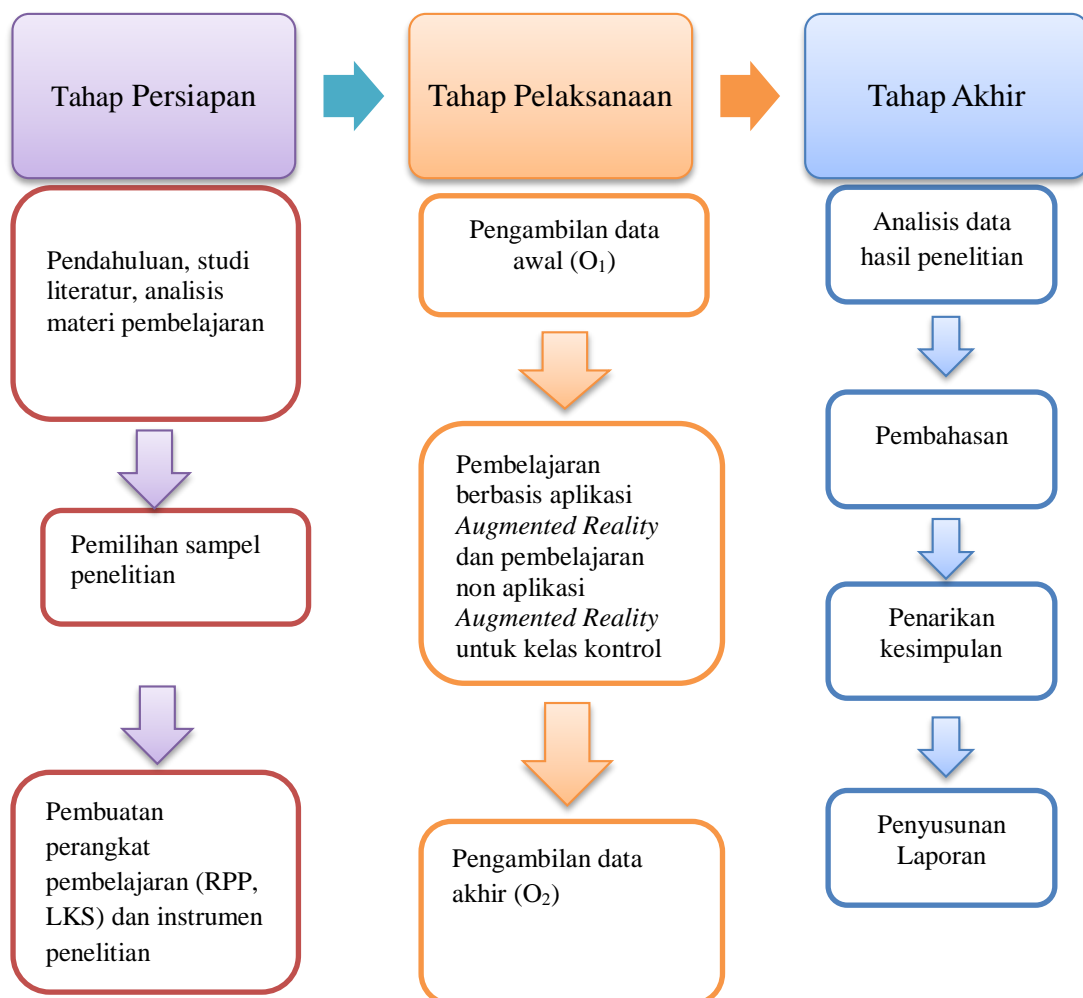 Tahap Persiapan
Pendahuluan, studi
literatur, analisis
materi pembelajaran
Pemilihan sampel
penelitian
Pembuatan
perangkat
pembelajaran (RPP,
LKS) dan instrumen
penelitian
Tahap Pelaksanaan
Pengambilan data
awal (O₁)
Pembelajaran
berbasis aplikasi
Augmented Reality
dan pembelajaran
non aplikasi
Augmented Reality
untuk kelas kontrol
Pengambilan data
akhir (O₂)
Tahap Akhir
Analisis data
hasil penelitian
Pembahasan
Penarikan
kesimpulan
Penyusunan
Laporan